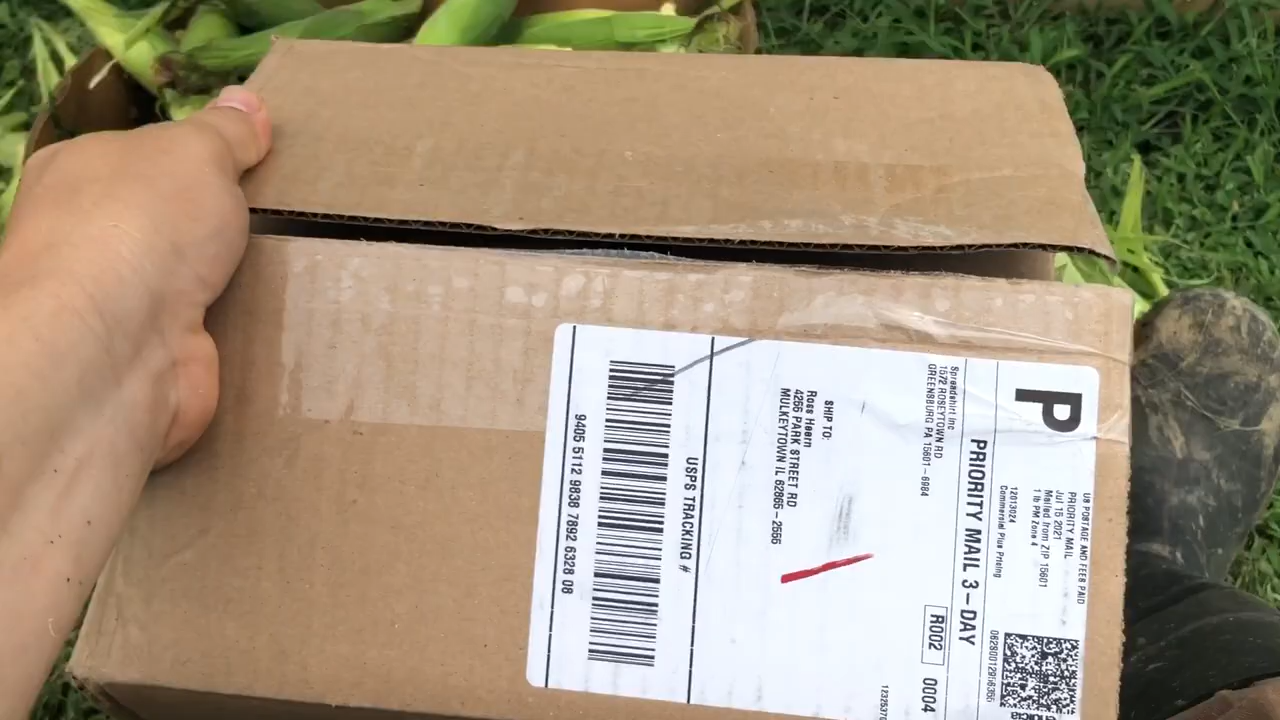 P
US POSTAGE AND FEES PAID
PRIORITY MAIL
Jul 15 2021
Mailed from ZIP 15601
1 lb PM Zone 4
12013024
Commercial Plus Pricing
PRIORITY MAIL 3-DAY
Spreadshirt Inc
1572 ROSEYTOWN RD
GREENSBURG PA 15601-6984
R002
0004
SHIP TO:
Ross Hearn
4266 PARK STREET RD
MULKEYTOWN IL 62865-2556
USPS TRACKING #
9405 5112 9838 7892 6328 08